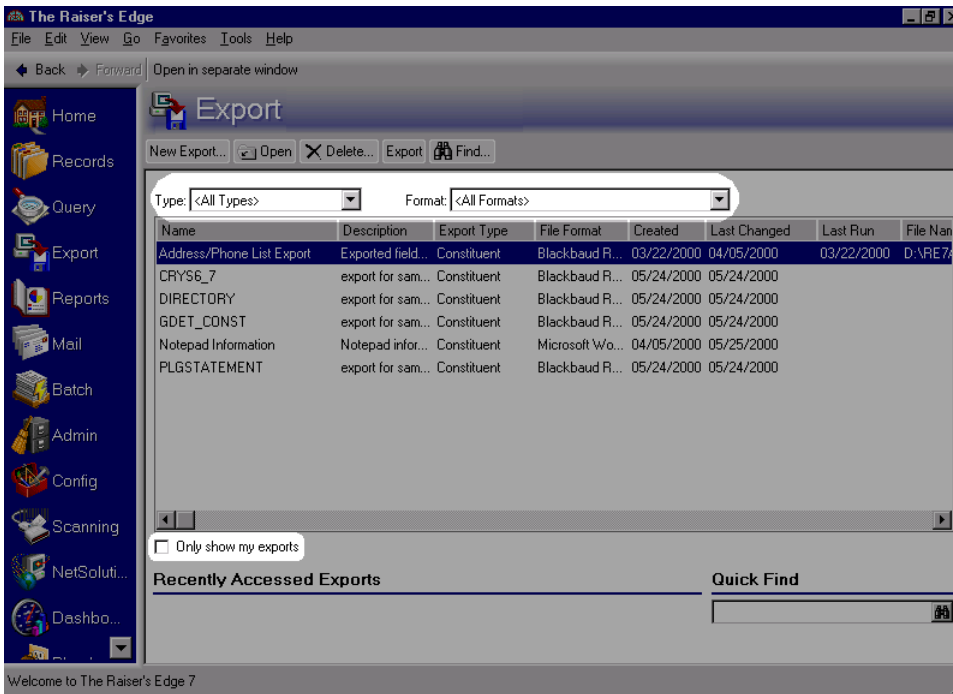 The Raiser's Edge
File Edit View Go Favorites Tools Help
Back Forward Open in separate window
Export
New Export... Open Delete... Export Find...
Type: <All Types> Format: <All Formats>
Name Description Export Type File Format Created Last Changed Last Run File Nan
Address/Phone List Export Exported field... Constituent Blackbaud R... 03/22/2000 04/05/2000 03/22/2000 D:\RE7
CRYS6_7 export for sam... Constituent Blackbaud R... 05/24/2000 05/24/2000
DIRECTORY export for sam... Constituent Blackbaud R... 05/24/2000 05/24/2000
GDET_CONST export for sam... Constituent Blackbaud R... 05/24/2000 05/24/2000
Notepad Information Notepad infor... Constituent Microsoft Wo... 04/05/2000 05/25/2000
PLGSTATEMENT export for sam... Constituent Blackbaud R... 05/24/2000 05/24/2000
Only show my exports
Recently Accessed Exports Quick Find
Home
Records
Query
Export
Reports
Mail
Batch
Admin
Config
Scanning
NetSoluti...
Dashbo...
Welcome to The Raiser's Edge 7